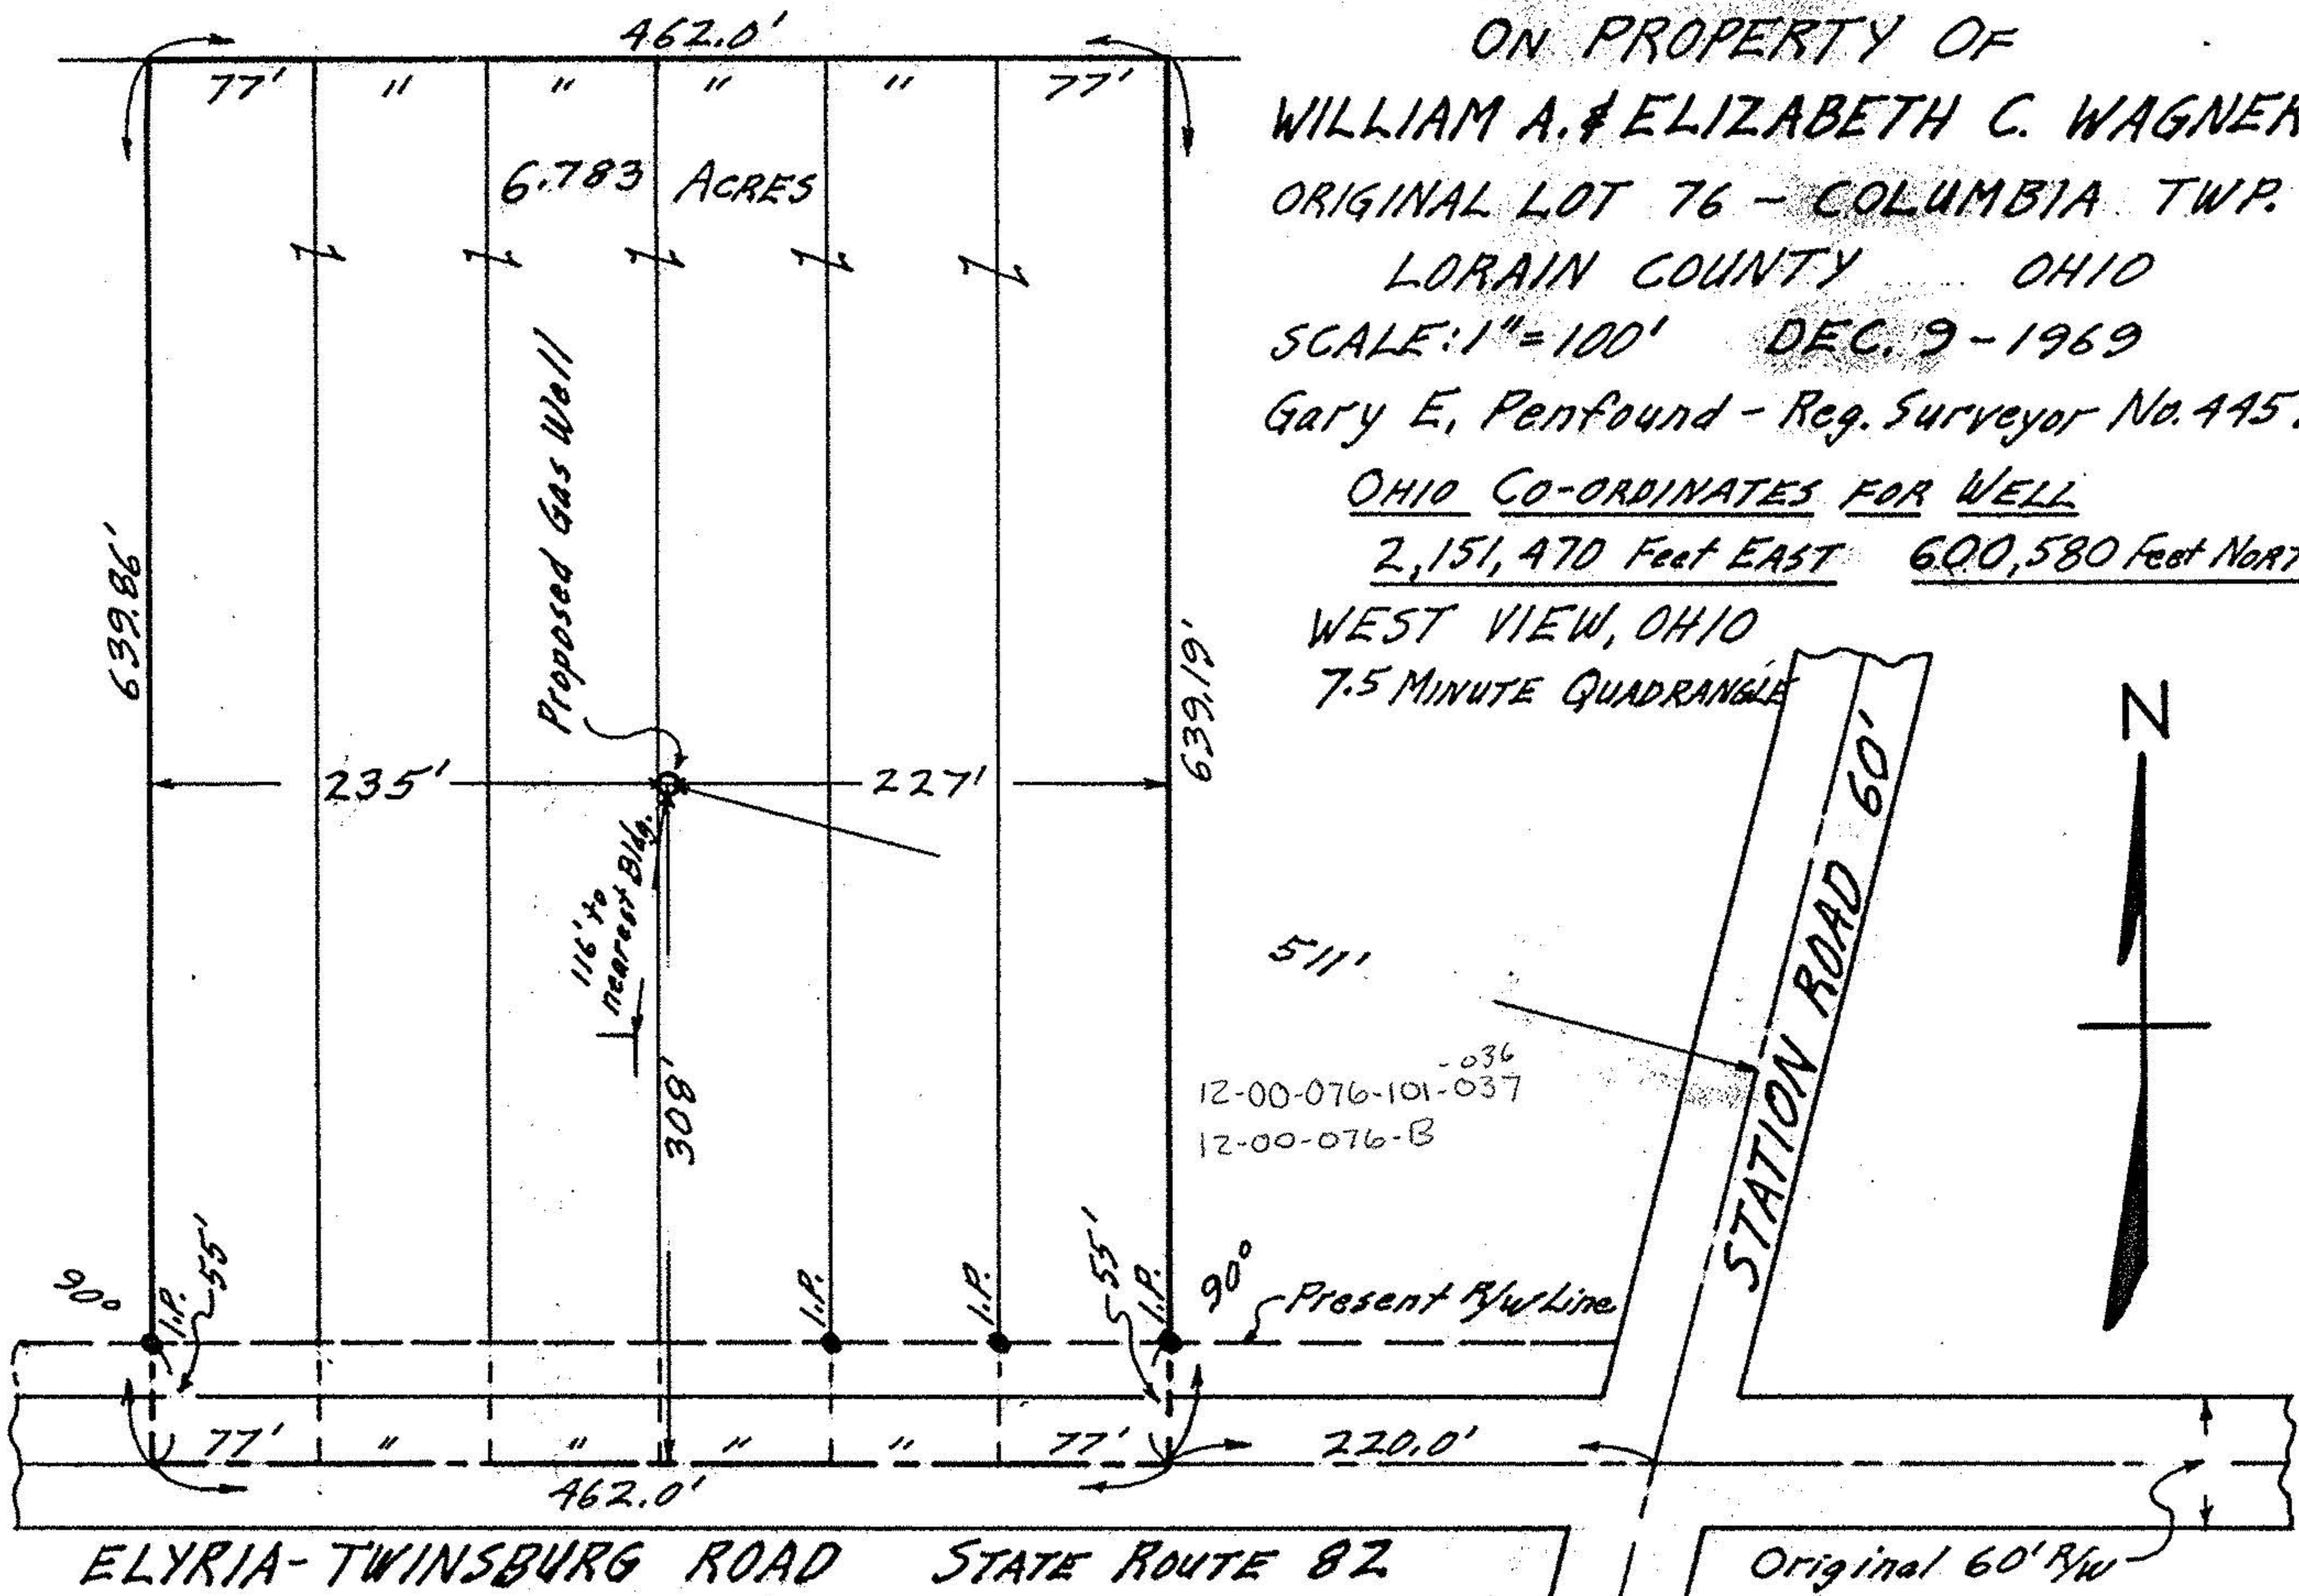 ON PROPERTY OF
WILLIAM A. & ELIZABETH C. WAGNER
ORIGINAL LOT 76 - COLUMBIA TWP.
LORAIN COUNTY OHIO
SCALE: 1" = 100' DEC. 9 - 1969
Gary E. Penfound - Reg. Surveyor No. 445
OHIO CO-ORDINATES FOR WELL
2,151,470 Feet EAST 600,580 Feet NORT
WEST VIEW, OHIO
7.5 MINUTE QUADRANGLE
462.0'
77' " " " " 77'
6.783 ACRES
Proposed Gas Well
639.86'
639.19'
235'
227'
116' to
nearest Bldg.
308'
511'
-036
12-00-076-101-037
12-00-076-B
STATION ROAD 60'
N
90°
I.P.
55'
I.P.
I.P.
55'
I.P.
90°
Present R/W Line
77' " " " " 77'
220.0'
462.0'
ELYRIA-TWINSBURG ROAD STATE ROUTE 82
Original 60' R/W